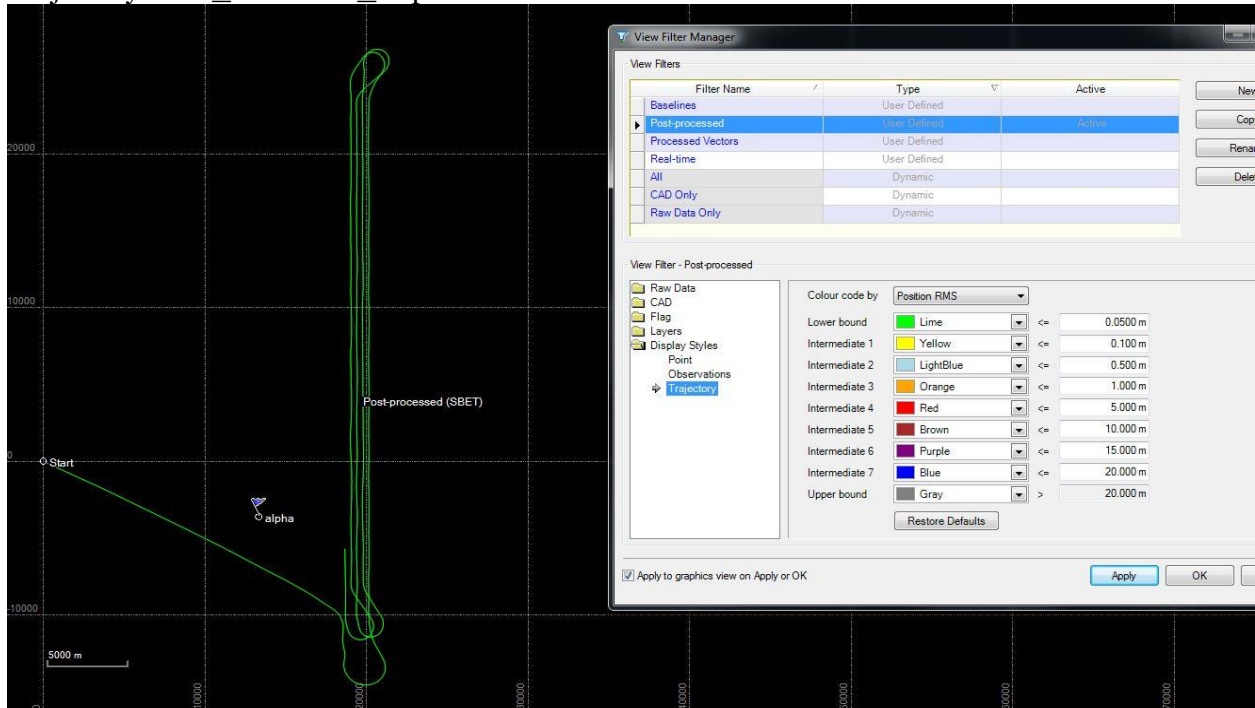 View Filter Manager
View Filters
Filter Name Type Active
Baselines User Defined
Post-processed User Defined Active
Processed Vectors User Defined
Real-time User Defined
All Dynamic
CAD Only Dynamic
Raw Data Only Dynamic
New
View Filter - Post-processed
Raw Data
CAD
Flag
Layers
Display Styles
Point
Observations
Trajectory
Colour code by Position RMS
Lower bound Lime <= 0.0500 m
Intermediate 1 Yellow <= 0.100 m
Intermediate 2 LightBlue <= 0.500 m
Intermediate 3 Orange <= 1.000 m
Intermediate 4 Red <= 5.000 m
Intermediate 5 Brown <= 10.000 m
Intermediate 6 Purple <= 15.000 m
Intermediate 7 Blue <= 20.000 m
Upper bound Gray > 20.000 m
Restore Defaults
Apply to graphics view on Apply or OK
Apply OK
20000
10000
Post-processed (SBET)
0
Start
alpha
-10000
5000 m
0 10000 20000